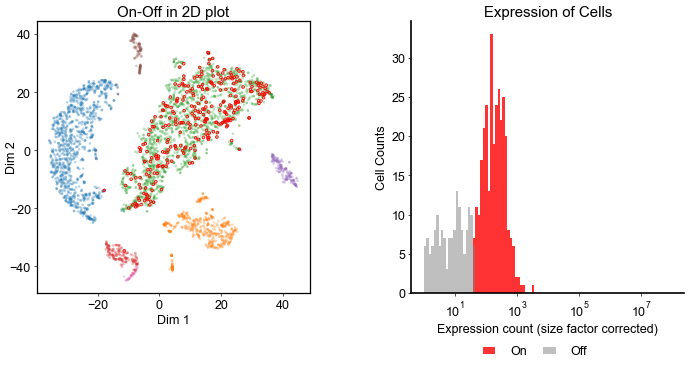 On-Off in 2D plot
Dim 2
40
20
0
−20
−40
−20 0 20 40
Dim 1
Expression of Cells
Cell Counts
30
25
20
15
10
5
0
10^1 10^3 10^5 10^7
Expression count (size factor corrected)
On Off